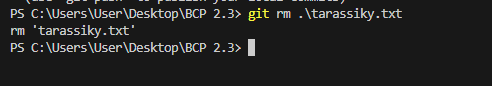 PS C:\Users\User\Desktop\BCP 2.3> git rm .\tarassiky.txt
rm 'tarassiky.txt'
PS C:\Users\User\Desktop\BCP 2.3>